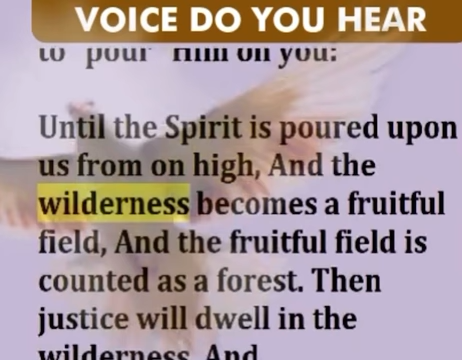 VOICE DO YOU HEAR
to pour Him on you:
Until the Spirit is poured upon
us from on high, And the
wilderness becomes a fruitful
field, And the fruitful field is
counted as a forest. Then
justice will dwell in the
wilderness, And